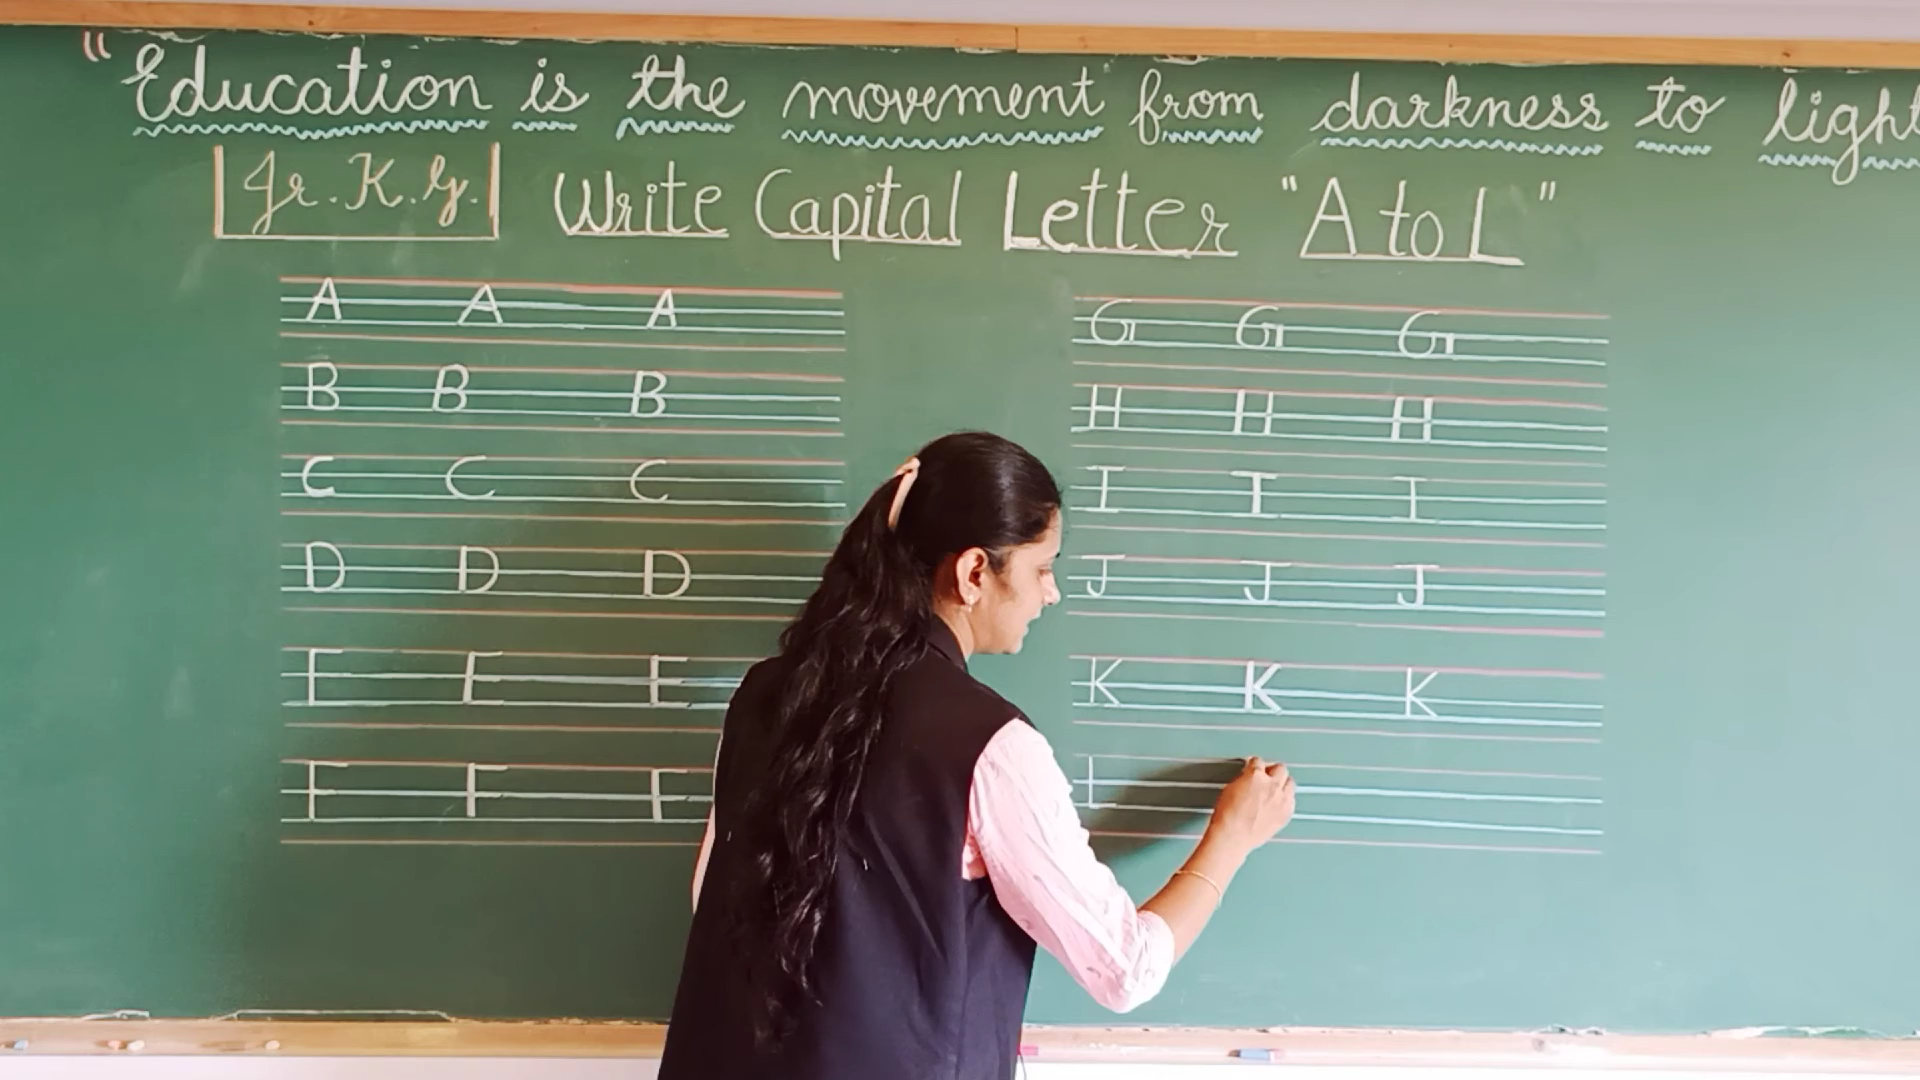 "Education is the movement from darkness to light
Jr. K. G. Write Capital Letter "A to L"
A A A
B B B
C C C
D D D
E E E
F F F
G G G
H H H
I I I
J J J
K K K
L